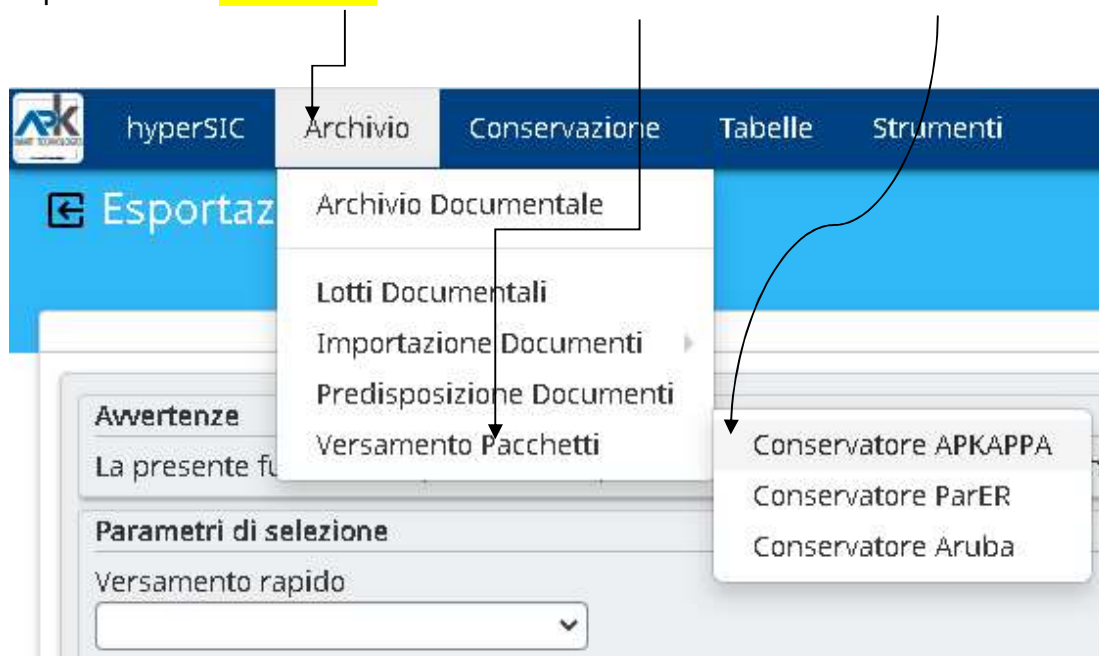 APK
hyperSIC Archivio Conservazione Tabelle Strumenti
Esportaz
Archivio Documentale
Lotti Documentali
Importazione Documenti
Predisposizione Documenti
Versamento Pacchetti
Conservatore APKAPPA
Conservatore ParER
Conservatore Aruba
Avvertenze
La presente fu
Parametri di selezione
Versamento rapido